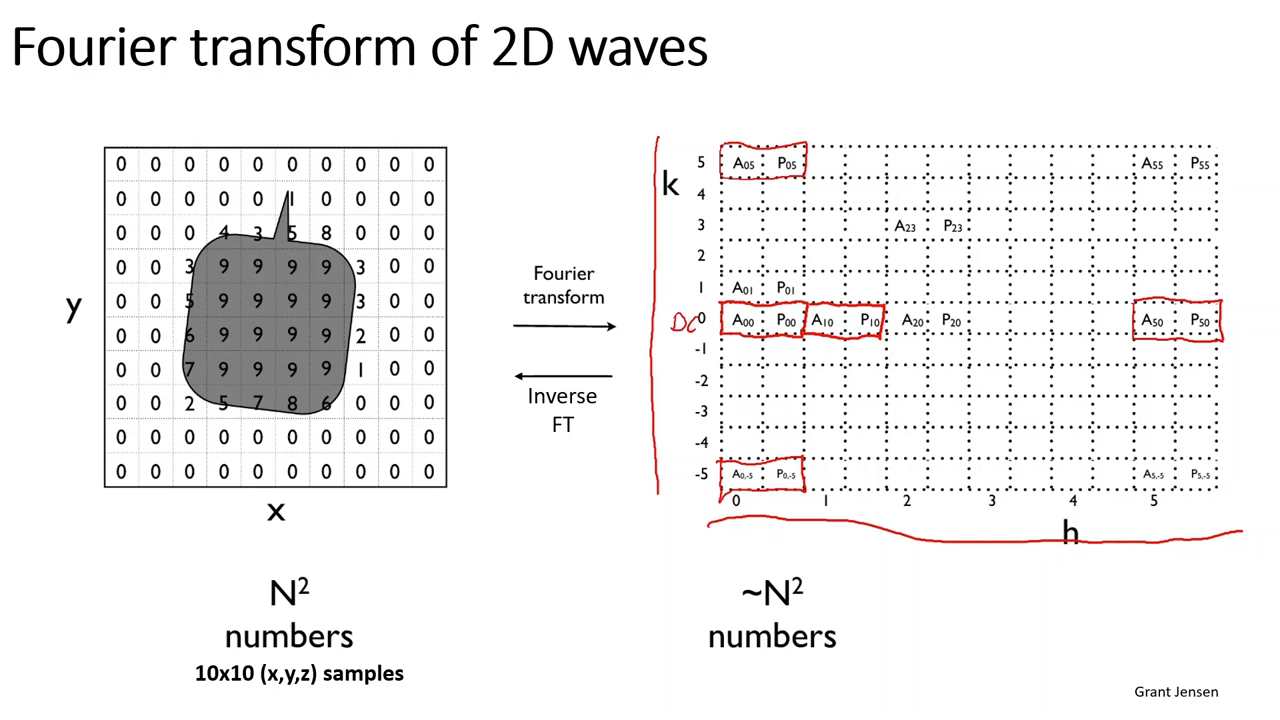 Fourier transform of 2D waves
0 0 0 0 0 0 0 0 0 0
0 0 0 0 0 1 0 0 0 0
0 0 0 4 3 5 8 0 0 0
0 0 3 9 9 9 9 3 0 0
0 0 5 9 9 9 9 3 0 0
0 0 6 9 9 9 9 2 0 0
0 0 7 9 9 9 9 1 0 0
0 0 2 5 7 8 6 0 0 0
0 0 0 0 0 0 0 0 0 0
0 0 0 0 0 0 0 0 0 0
y
x
Fourier
transform
Inverse
FT
k
5 A05 P05 A55 P55
4
3 A23 P23
2
1 A01 P01
DC 0 A00 P00 A10 P10 A20 P20 A50 P50
-1
-2
-3
-4
-5 A0,-5 P0,-5 A5,-5 P5,-5
0 1 2 3 4 5
h
N²
numbers
10x10 (x,y,z) samples
~N²
numbers
Grant Jensen